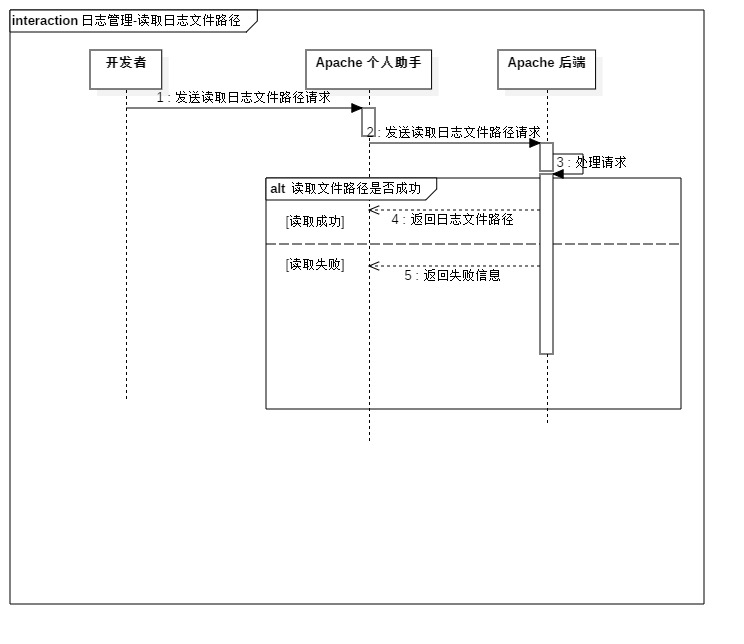 interaction 日志管理-读取日志文件路径
开发者
Apache 个人助手
Apache 后端
1 : 发送读取日志文件路径请求
2 : 发送读取日志文件路径请求
3 : 处理请求
alt 读取文件路径是否成功
[读取成功]
4 : 返回日志文件路径
[读取失败]
5 : 返回失败信息